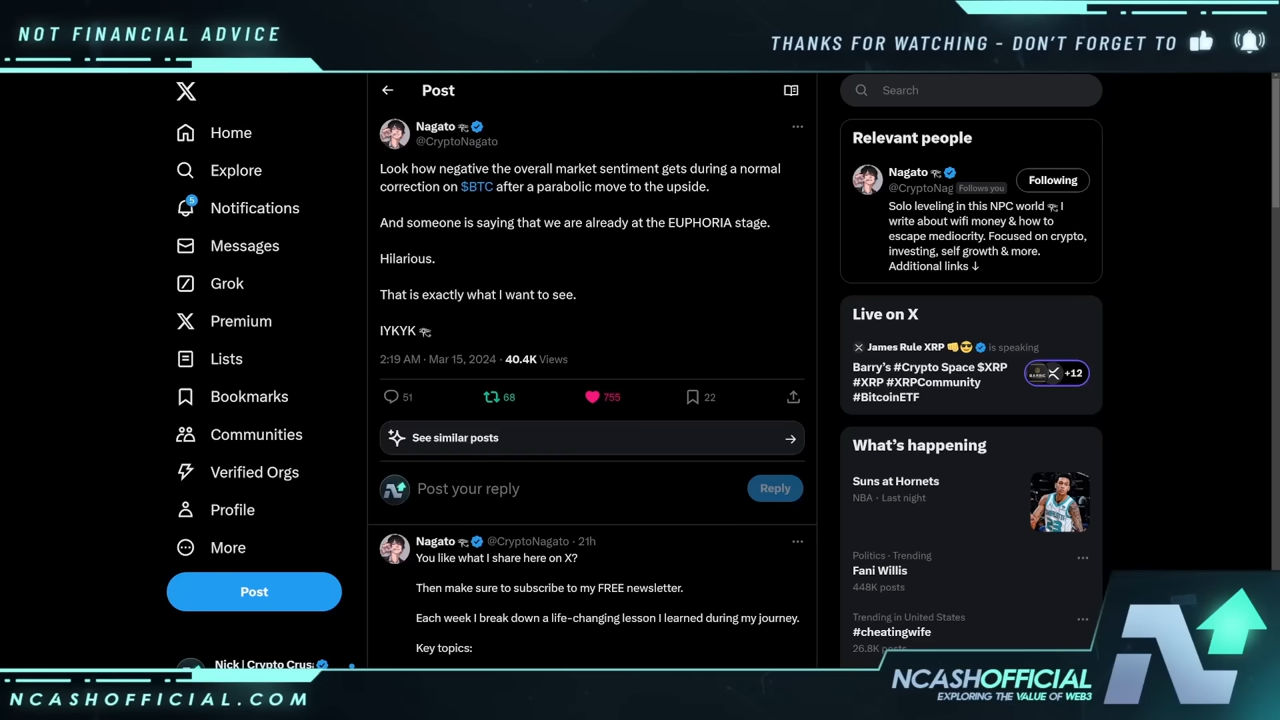 NOT FINANCIAL ADVICE
THANKS FOR WATCHING - DON'T FORGET TO
Home
Explore
5
Notifications
Messages
Grok
Premium
Lists
Bookmarks
Communities
Verified Orgs
Profile
More
Post
Nick | Crypto Crus
Post
Nagato
@CryptoNagato
Look how negative the overall market sentiment gets during a normal
correction on $BTC after a parabolic move to the upside.
And someone is saying that we are already at the EUPHORIA stage.
Hilarious.
That is exactly what I want to see.
IYKYK
2:19 AM · Mar 15, 2024 · 40.4K Views
51 68 755 22
See similar posts
Post your reply
Reply
Nagato @CryptoNagato · 21h
You like what I share here on X?
Then make sure to subscribe to my FREE newsletter.
Each week I break down a life-changing lesson I learned during my journey.
Key topics:
Search
Relevant people
Nagato
@CryptoNag Follows you
Following
Solo leveling in this NPC world I
write about wifi money & how to
escape mediocrity. Focused on crypto,
investing, self growth & more.
Additional links ↓
Live on X
James Rule XRP is speaking
Barry's #Crypto Space $XRP
#XRP #XRPCommunity
#BitcoinETF
+12
What's happening
Suns at Hornets
NBA · Last night
Politics · Trending
Fani Willis
448K posts
Trending in United States
#cheatingwife
26.8K posts
NCASHOFFICIAL.COM
NCASHOFFICIAL
EXPLORING THE VALUE OF WEB3